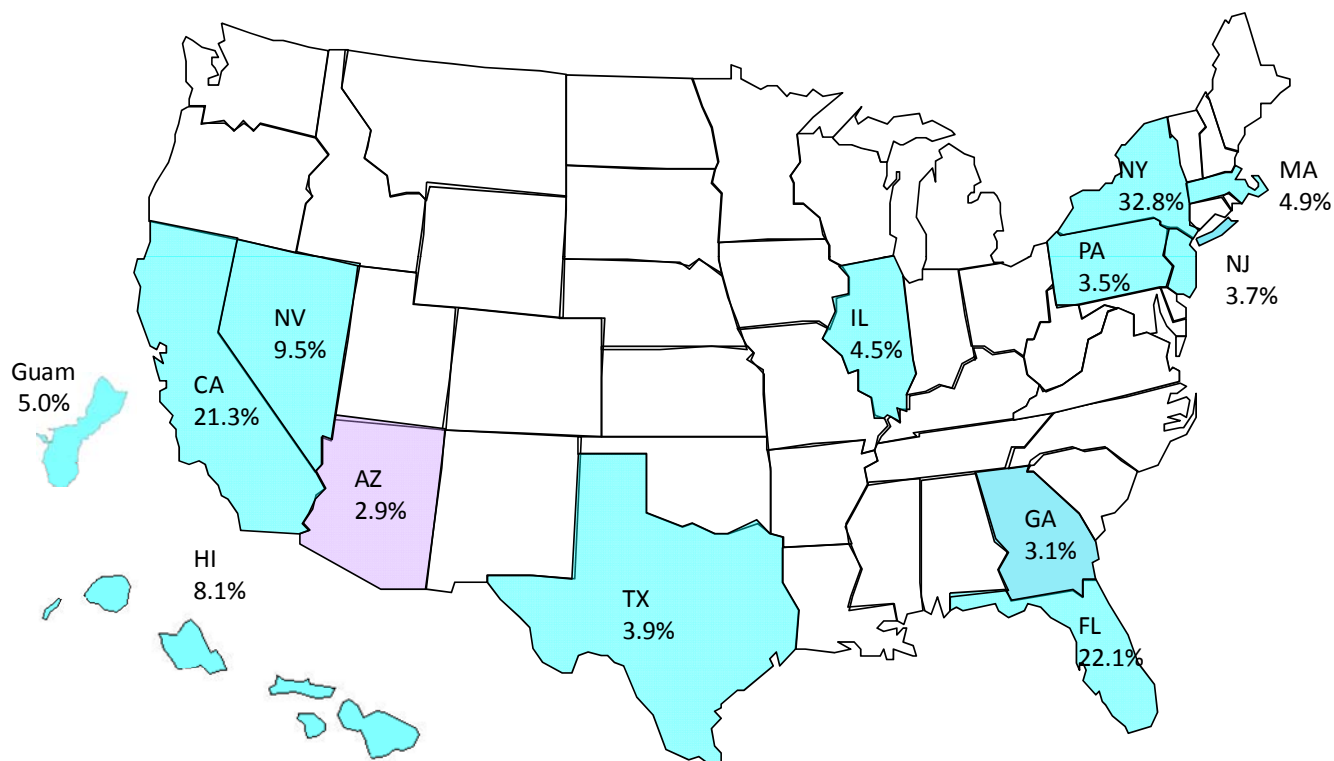 NY
32.8%
MA
4.9%
PA
3.5%
NJ
3.7%
NV
9.5%
IL
4.5%
Guam
5.0%
CA
21.3%
AZ
2.9%
GA
3.1%
HI
8.1%
TX
3.9%
FL
22.1%